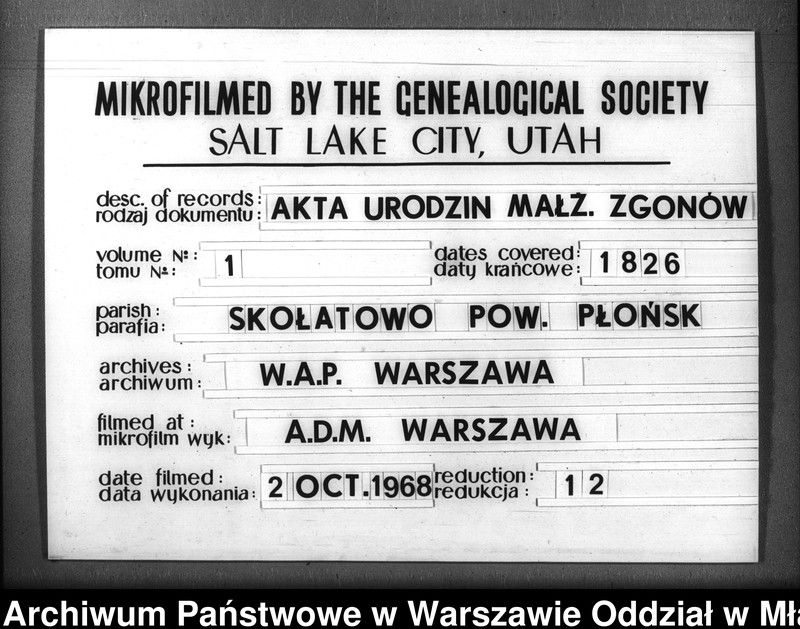 MIKROFILMED BY THE GENEALOGICAL SOCIETY
SALT LAKE CITY, UTAH
desc. of records:
rodzaj dokumentu: AKTA URODZIN MAŁŻ. ZGONÓW
volume №: dates covered:
tomu №: 1 daty krańcowe: 1826
parish:
parafia: SKOŁATOWO POW. PŁOŃSK
archives:
archiwum: W.A.P. WARSZAWA
filmed at:
mikrofilm wyk: A.D.M. WARSZAWA
date filmed: reduction:
data wykonania: 2 OCT.1968 redukcja: 12
Archiwum Państwowe w Warszawie Oddział w Mła